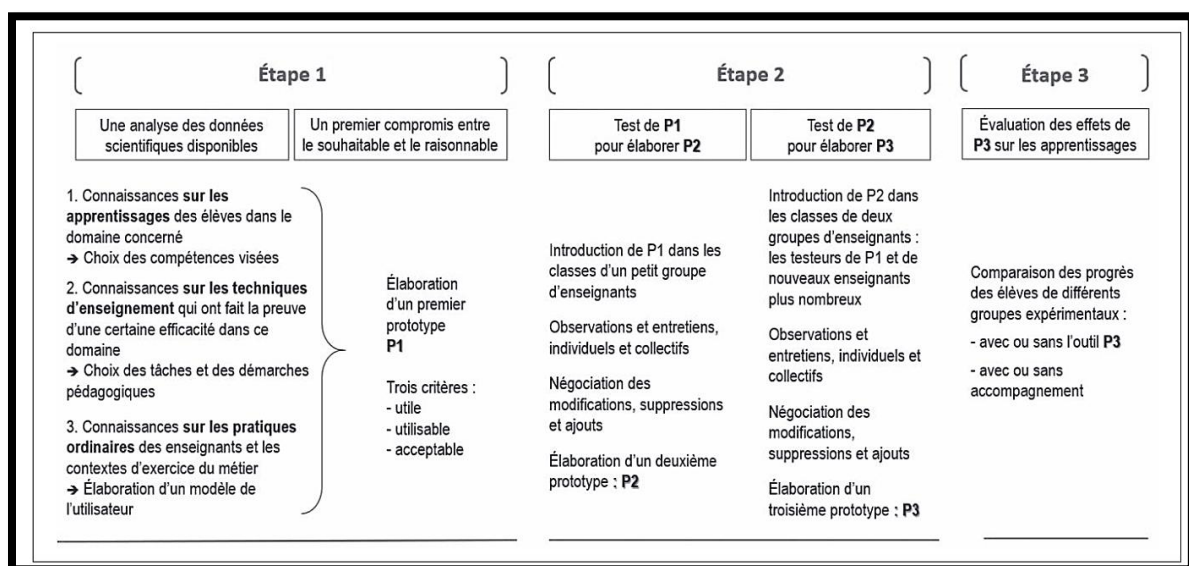 Étape 1
Une analyse des données
scientifiques disponibles
Un premier compromis entre
le souhaitable et le raisonnable
1. Connaissances sur les
apprentissages des élèves dans le
domaine concerné
➔ Choix des compétences visées
2. Connaissances sur les techniques
d'enseignement qui ont fait la preuve
d'une certaine efficacité dans ce
domaine
➔ Choix des tâches et des démarches
pédagogiques
3. Connaissances sur les pratiques
ordinaires des enseignants et les
contextes d'exercice du métier
➔ Élaboration d'un modèle de
l'utilisateur
Élaboration
d'un premier
prototype
P1
Trois critères :
- utile
- utilisable
- acceptable
Étape 2
Test de P1
pour élaborer P2
Introduction de P1 dans les
classes d'un petit groupe
d'enseignants
Observations et entretiens,
individuels et collectifs
Négociation des
modifications, suppressions
et ajouts
Élaboration d'un deuxième
prototype : P2
Test de P2
pour élaborer P3
Introduction de P2 dans
les classes de deux
groupes d'enseignants :
les testeurs de P1 et de
nouveaux enseignants
plus nombreux
Observations et
entretiens, individuels et
collectifs
Négociation des
modifications,
suppressions et ajouts
Élaboration d'un
troisième prototype : P3
Étape 3
Évaluation des effets de
P3 sur les apprentissages
Comparaison des progrès
des élèves de différents
groupes expérimentaux :
- avec ou sans l'outil P3
- avec ou sans
accompagnement